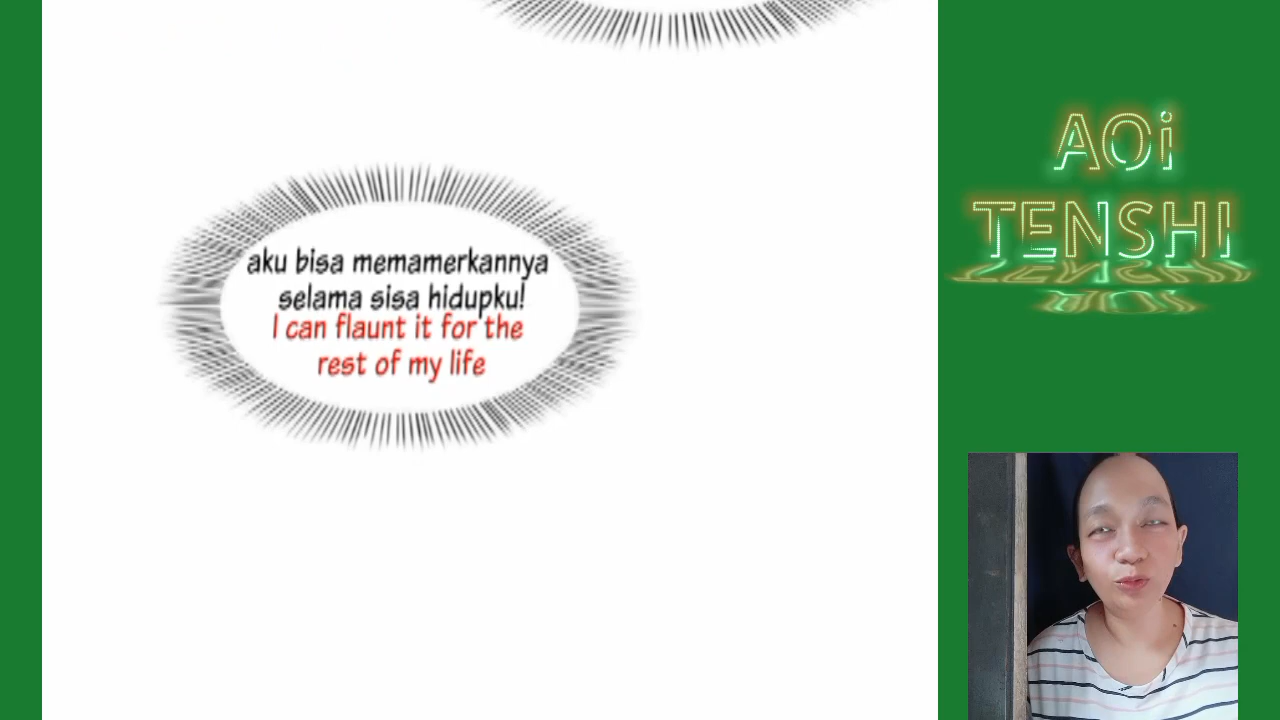 aku bisa memamerkannya
selama sisa hidupku!
I can flaunt it for the
rest of my life
AOi
TENSHI